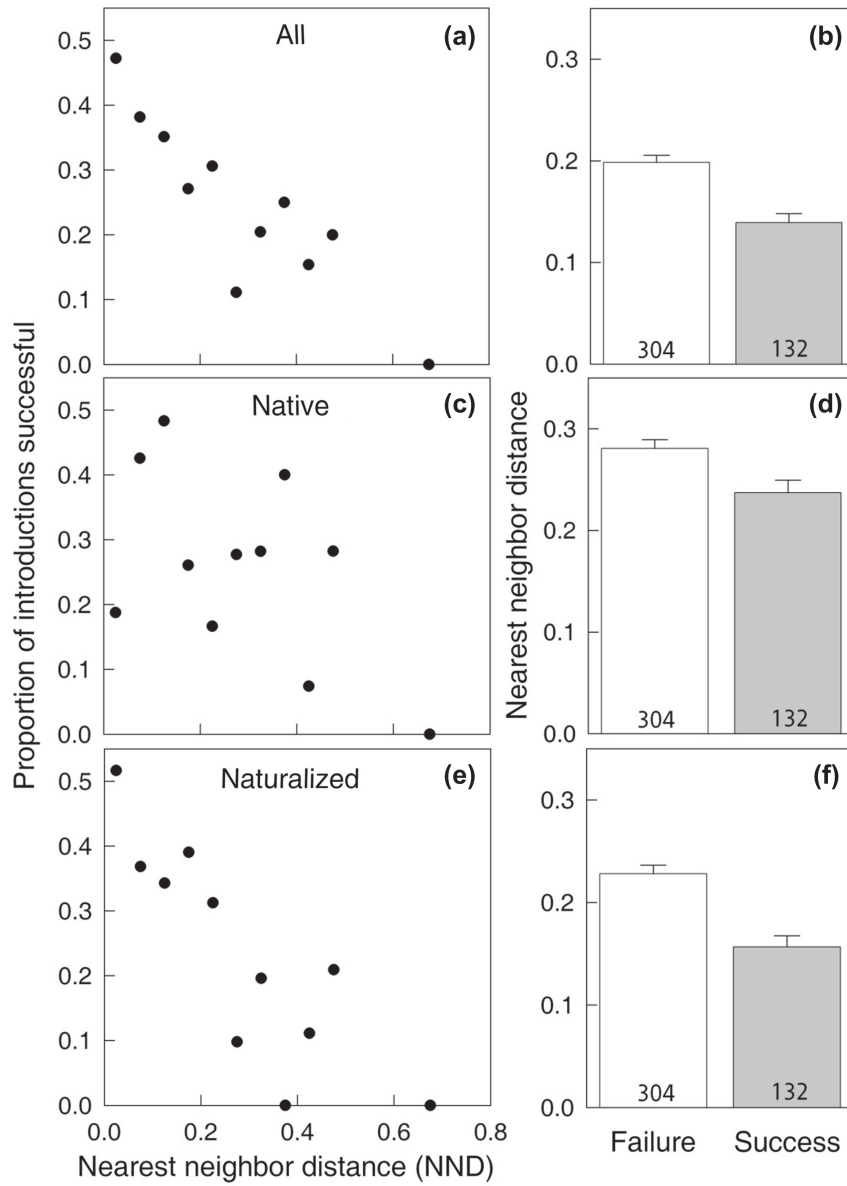 Proportion of introductions successful
All
(a)
0.5
0.4
0.3
0.2
0.1
0.0
(b)
0.3
0.2
0.1
0.0
304
132
Native
(c)
0.5
0.4
0.3
0.2
0.1
0.0
Nearest neighbor distance
(d)
0.3
0.2
0.1
0.0
304
132
Naturalized
(e)
0.5
0.4
0.3
0.2
0.1
0.0
0.0 0.2 0.4 0.6 0.8
Nearest neighbor distance (NND)
(f)
0.3
0.2
0.1
0.0
304
132
Failure Success